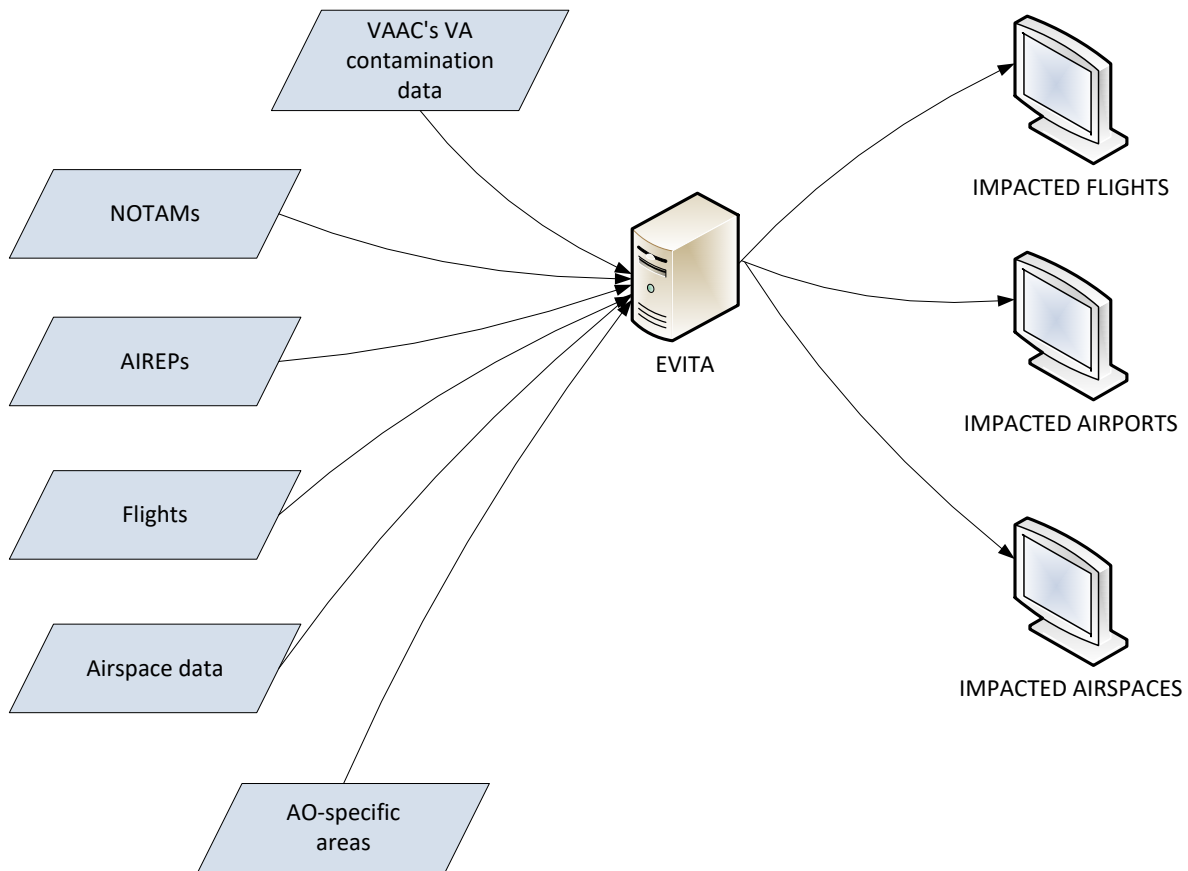 VAAC's VA
contamination
data
NOTAMs
AIREPs
Flights
Airspace data
AO-specific
areas
EVITA
IMPACTED FLIGHTS
IMPACTED AIRPORTS
IMPACTED AIRSPACES